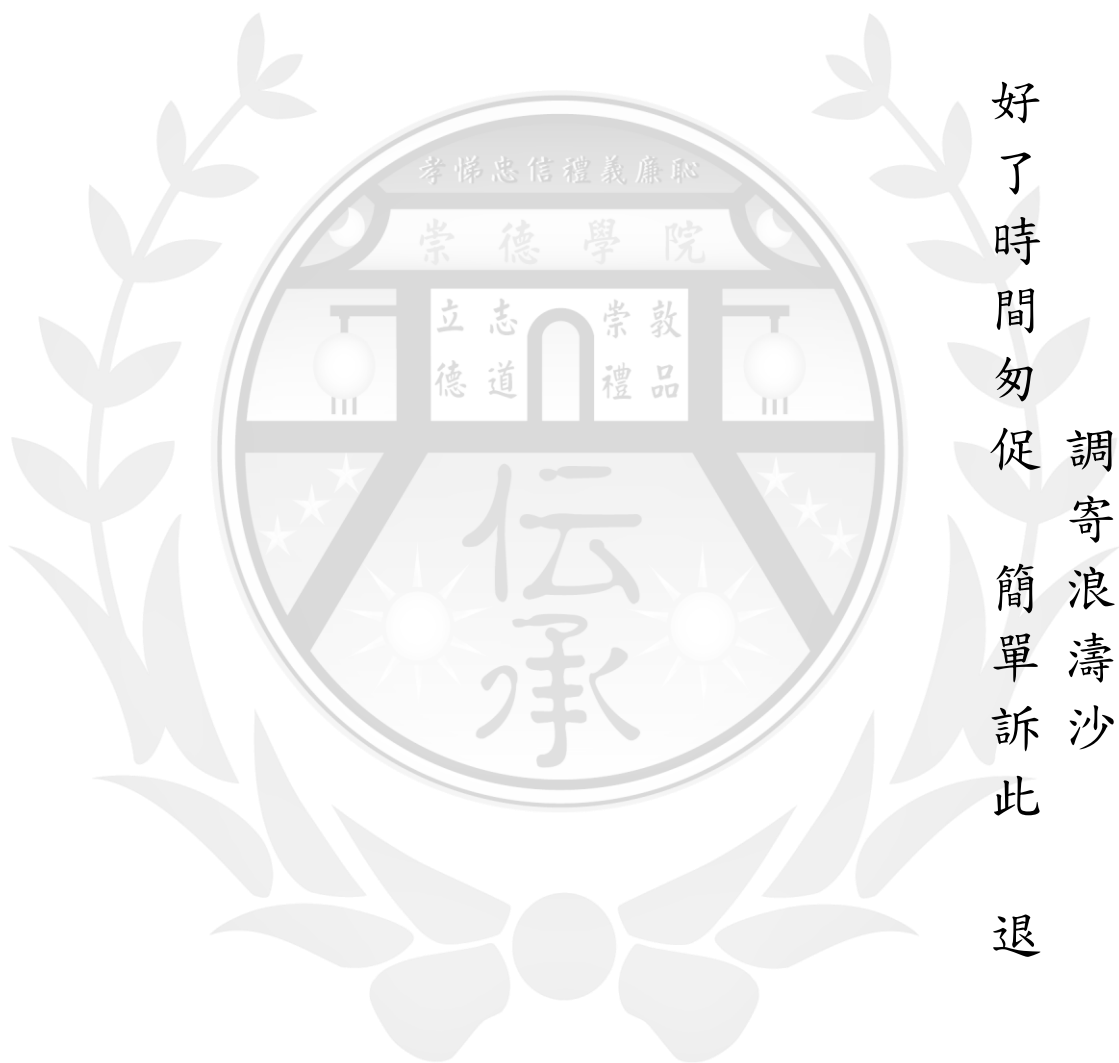 調寄浪濤沙
好了時間匆促　簡單訴此　退
孝悌忠信禮義廉恥
崇德學院
立志　崇敦
德道　禮品
伝承